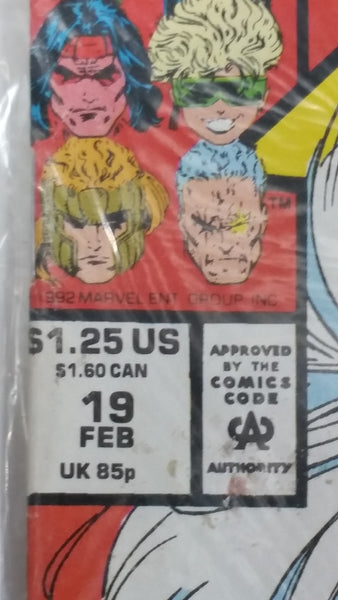 TM
1992 MARVEL ENT. GROUP, INC.
$1.25 US
$1.60 CAN
19
FEB
UK 85p
APPROVED
BY THE
COMICS
CODE
CA
AUTHORITY